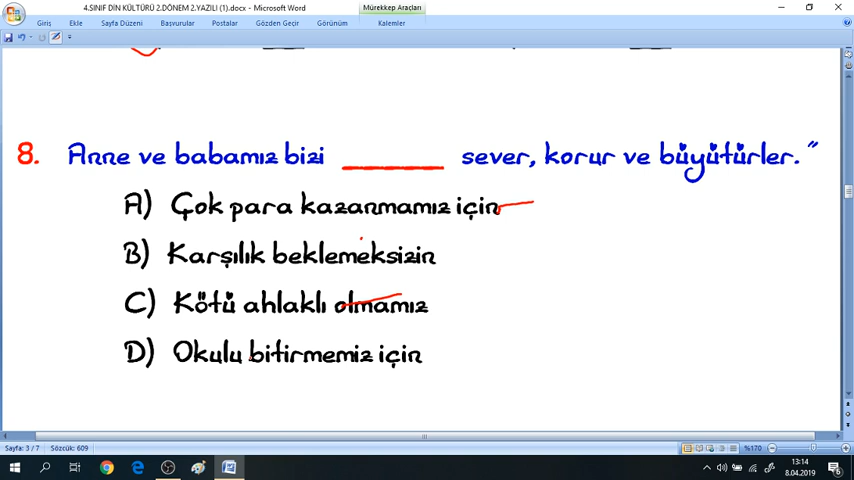 4.SINIF DİN KÜLTÜRÜ 2.DÖNEM 2.YAZILI (1).docx - Microsoft Word
Mürekkep Araçları
Giriş Ekle Sayfa Düzeni Başvurular Postalar Gözden Geçir Görünüm Kalemler
8. Anne ve babamız bizi ________ sever, korur ve büyütürler.”
A) Çok para kazanmamız için
B) Karşılık beklemeksizin
C) Kötü ahlaklı olmamız
D) Okulu bitirmemiz için
Sayfa: 3 / 7 Sözcük: 609 %170
13:14
8.04.2019